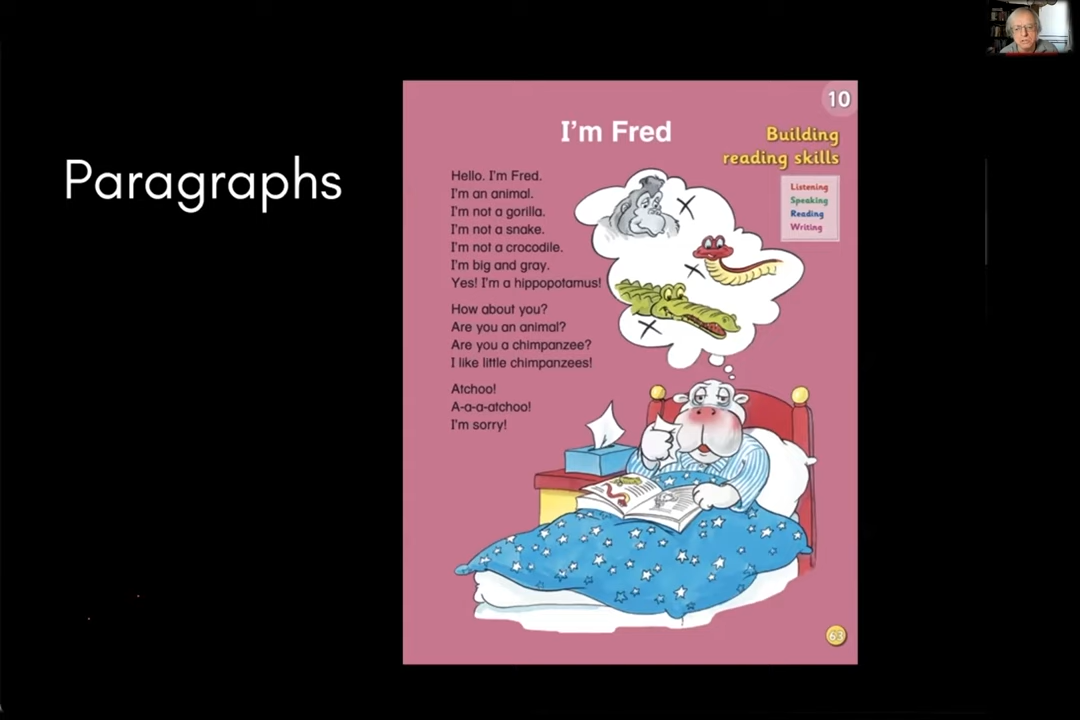 Paragraphs
10
I'm Fred
Building
reading skills
Listening
Speaking
Reading
Writing
Hello. I'm Fred.
I'm an animal.
I'm not a gorilla.
I'm not a snake.
I'm not a crocodile.
I'm big and gray.
Yes! I'm a hippopotamus!
How about you?
Are you an animal?
Are you a chimpanzee?
I like little chimpanzees!
Atchoo!
A-a-a-atchoo!
I'm sorry!
63